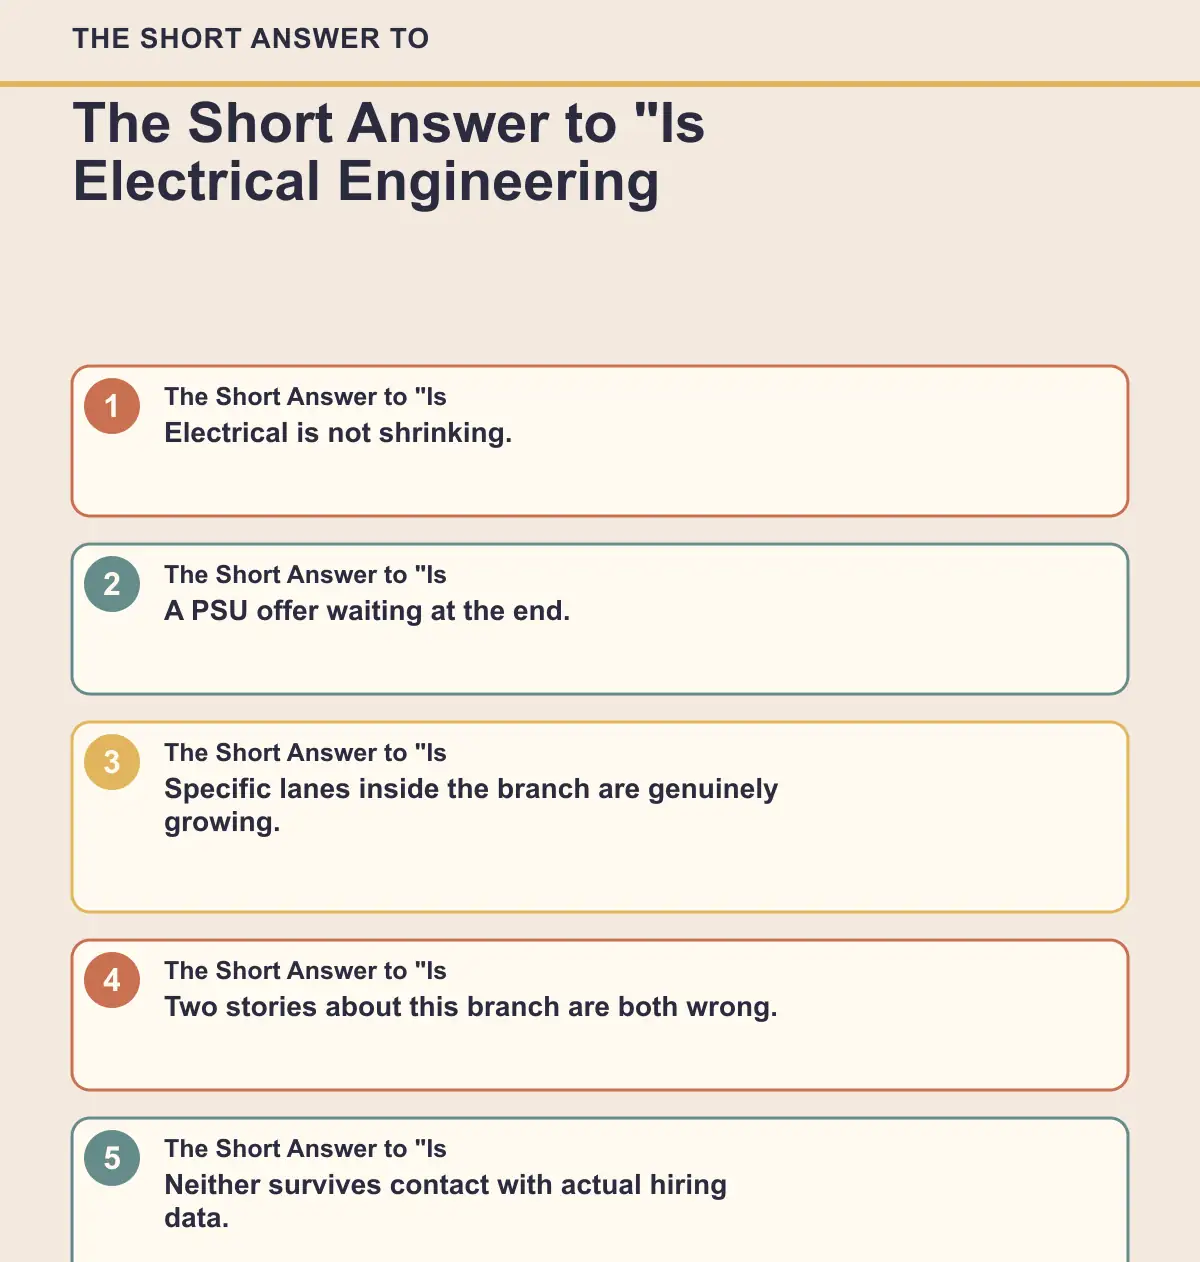 THE SHORT ANSWER TO
The Short Answer to "Is
Electrical Engineering
1
The Short Answer to "Is
Electrical is not shrinking.
2
The Short Answer to "Is
A PSU offer waiting at the end.
3
The Short Answer to "Is
Specific lanes inside the branch are genuinely
growing.
4
The Short Answer to "Is
Two stories about this branch are both wrong.
5
The Short Answer to "Is
Neither survives contact with actual hiring
data.